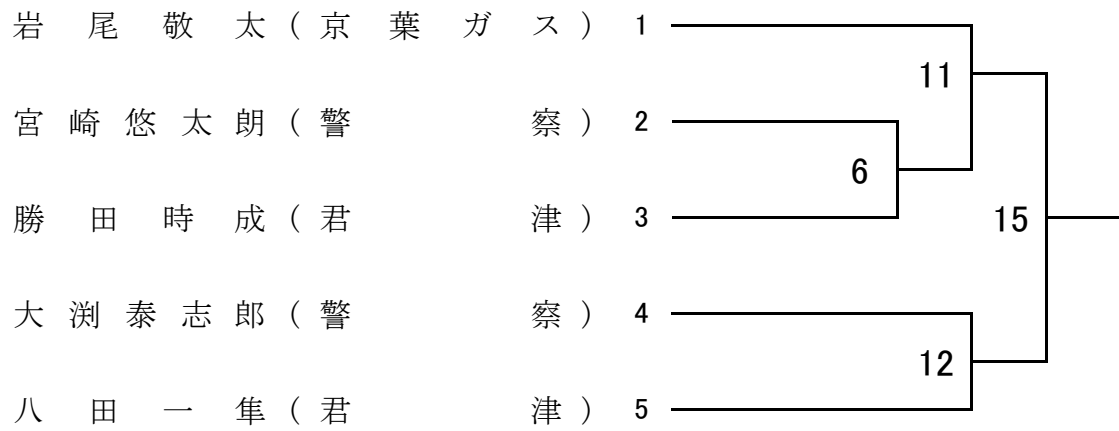 岩尾敬太(京葉ガス) 1
11
宮崎悠太朗(警察) 2
6
勝田時成(君津) 3
15
大渕泰志郎(警察) 4
12
八田一隼(君津) 5